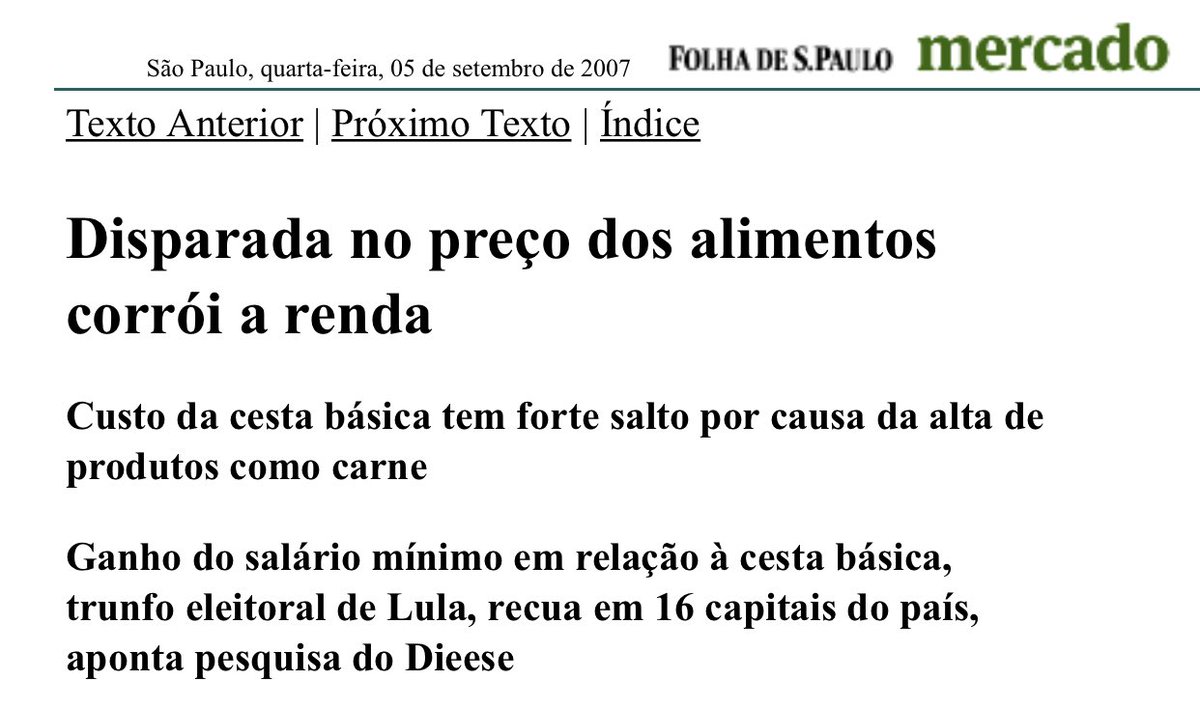 São Paulo, quarta-feira, 05 de setembro de 2007 FOLHA DE S.PAULO mercado
Texto Anterior | Próximo Texto | Índice
Disparada no preço dos alimentos
corrói a renda
Custo da cesta básica tem forte salto por causa da alta de
produtos como carne
Ganho do salário mínimo em relação à cesta básica,
trunfo eleitoral de Lula, recua em 16 capitais do país,
aponta pesquisa do Dieese